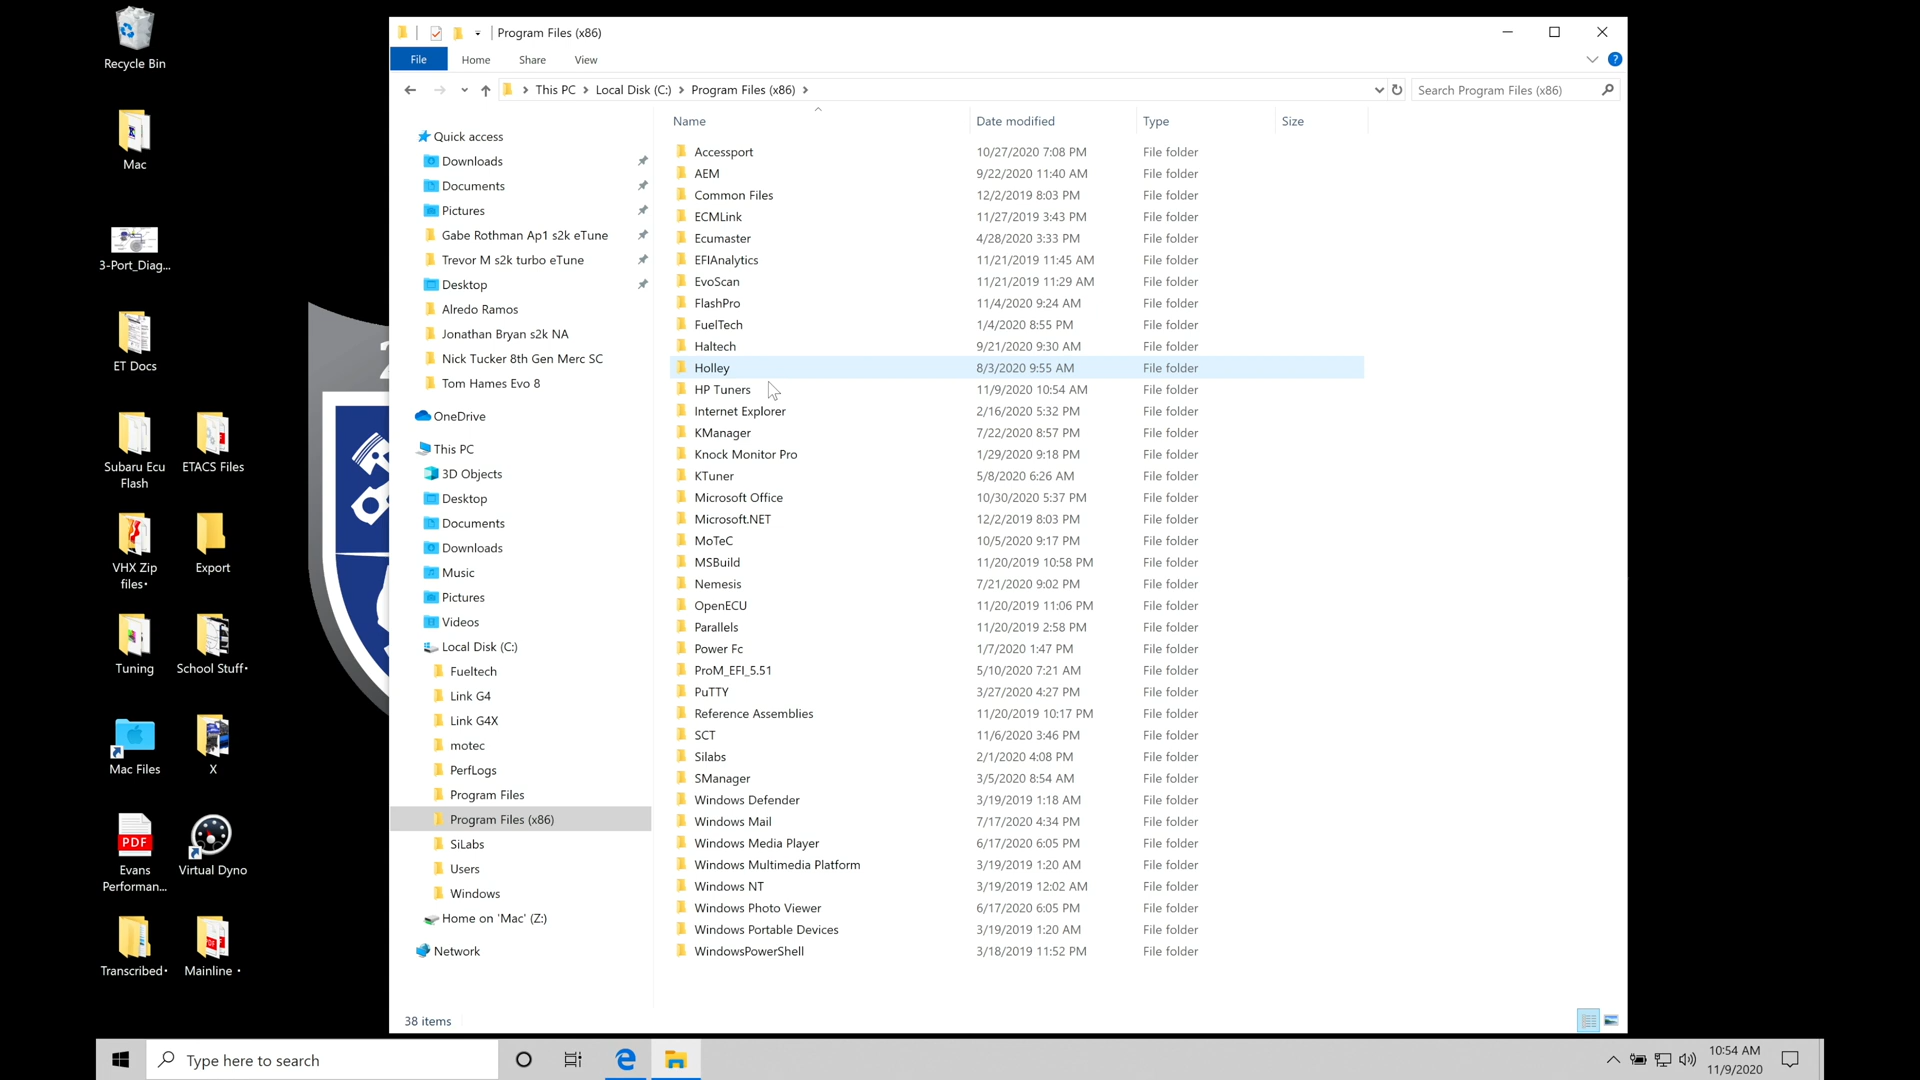 Recycle Bin
Mac
3-Port_Diag...
ET Docs
Subaru Ecu
Flash
ETACS Files
VHX Zip
files•
Export
Tuning
School Stuff•
Mac Files
X
PDF
Evans
Performan...
Virtual Dyno
Transcribed•
Mainline •
Program Files (x86)
File Home Share View
This PC Local Disk (C:) Program Files (x86)
Search Program Files (x86)
Quick access
Downloads
Documents
Pictures
Gabe Rothman Ap1 s2k eTune
Trevor M s2k turbo eTune
Desktop
Alredo Ramos
Jonathan Bryan s2k NA
Nick Tucker 8th Gen Merc SC
Tom Hames Evo 8
OneDrive
This PC
3D Objects
Desktop
Documents
Downloads
Music
Pictures
Videos
Local Disk (C:)
Fueltech
Link G4
Link G4X
motec
PerfLogs
Program Files
Program Files (x86)
SiLabs
Users
Windows
Home on 'Mac' (Z:)
Network
Name Date modified Type Size
Accessport 10/27/2020 7:08 PM File folder
AEM 9/22/2020 11:40 AM File folder
Common Files 12/2/2019 8:03 PM File folder
ECMLink 11/27/2019 3:43 PM File folder
Ecumaster 4/28/2020 3:33 PM File folder
EFIAnalytics 11/21/2019 11:45 AM File folder
EvoScan 11/21/2019 11:29 AM File folder
FlashPro 11/4/2020 9:24 AM File folder
FuelTech 1/4/2020 8:55 PM File folder
Haltech 9/21/2020 9:30 AM File folder
Holley 8/3/2020 9:55 AM File folder
HP Tuners 11/9/2020 10:54 AM File folder
Internet Explorer 2/16/2020 5:32 PM File folder
KManager 7/22/2020 8:57 PM File folder
Knock Monitor Pro 1/29/2020 9:18 PM File folder
KTuner 5/8/2020 6:26 AM File folder
Microsoft Office 10/30/2020 5:37 PM File folder
Microsoft.NET 12/2/2019 8:03 PM File folder
MoTeC 10/5/2020 9:17 PM File folder
MSBuild 11/20/2019 10:58 PM File folder
Nemesis 7/21/2020 9:02 PM File folder
OpenECU 11/20/2019 11:06 PM File folder
Parallels 11/20/2019 2:58 PM File folder
Power Fc 1/7/2020 1:47 PM File folder
ProM_EFI_5.51 5/10/2020 7:21 AM File folder
PuTTY 3/27/2020 4:27 PM File folder
Reference Assemblies 11/20/2019 10:17 PM File folder
SCT 11/6/2020 3:46 PM File folder
Silabs 2/1/2020 4:08 PM File folder
SManager 3/5/2020 8:54 AM File folder
Windows Defender 3/19/2019 1:18 AM File folder
Windows Mail 7/17/2020 4:34 PM File folder
Windows Media Player 6/17/2020 6:05 PM File folder
Windows Multimedia Platform 3/19/2019 1:20 AM File folder
Windows NT 3/19/2019 12:02 AM File folder
Windows Photo Viewer 6/17/2020 6:05 PM File folder
Windows Portable Devices 3/19/2019 1:20 AM File folder
WindowsPowerShell 3/18/2019 11:52 PM File folder
38 items
Type here to search
10:54 AM
11/9/2020